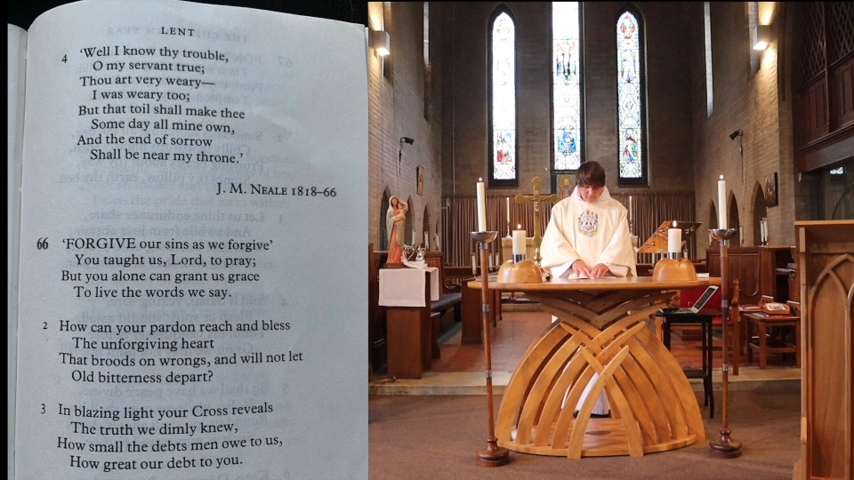 LENT
4 'Well I know thy trouble,
O my servant true;
Thou art very weary—
I was weary too;
But that toil shall make thee
Some day all mine own,
And the end of sorrow
Shall be near my throne.'
J. M. NEALE 1818–66
66 'FORGIVE our sins as we forgive'
You taught us, Lord, to pray;
But you alone can grant us grace
To live the words we say.
2 How can your pardon reach and bless
The unforgiving heart
That broods on wrongs, and will not let
Old bitterness depart?
3 In blazing light your Cross reveals
The truth we dimly knew,
How small the debts men owe to us,
How great our debt to you.